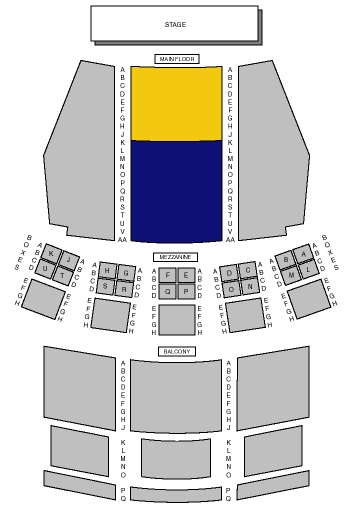 STAGE
MAIN FLOOR
A A
B B
C C
D D
E E
F F
G G
H H
J J
K K
L L
M M
N N
O O
P P
Q Q
R R
S S
T T
U U
V V
AA AA
MEZZANINE
BOXES
A B C D
K J
U T
E F G H
E F G H
A B C D
H G
S R
A B C D
E F G H
E F G H
A B C D
F E
Q P
A B C D
E F G H
E F G H
A B C D
D C
O N
A B C D
E F G H
E F G H
B A
M L
A B C D
BOXES
E F G H
E F G H
BALCONY
A A
B B
C C
D D
E E
F F
G G
H H
J J
K K
L L
M M
N N
O O
P P
Q Q